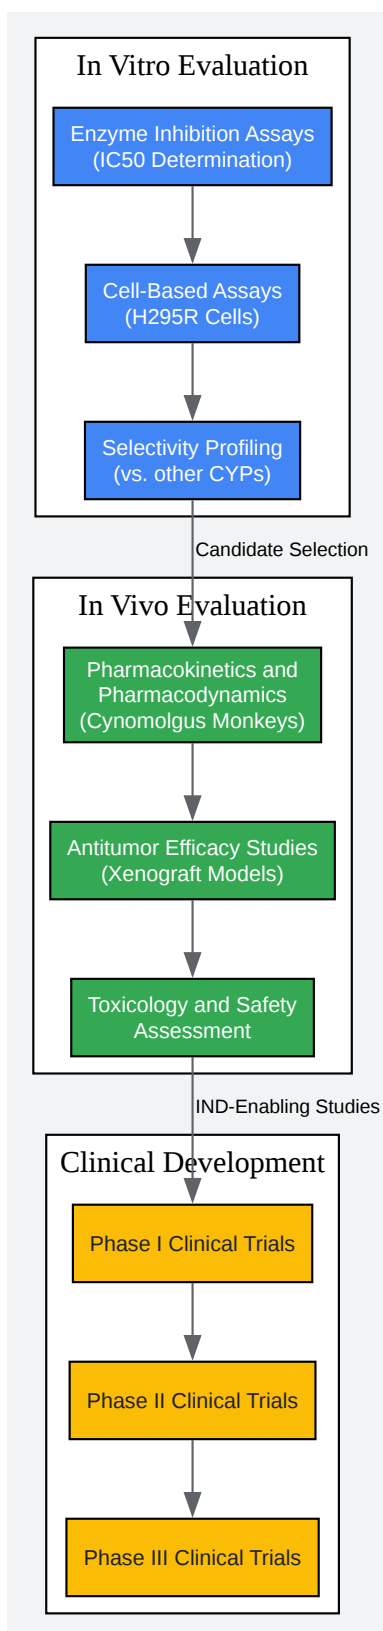 In Vitro Evaluation
Enzyme Inhibition Assays
(IC50 Determination)
Cell-Based Assays
(H295R Cells)
Selectivity Profiling
(vs. other CYPs)
Candidate Selection
In Vivo Evaluation
Pharmacokinetics and
Pharmacodynamics
(Cynomolgus Monkeys)
Antitumor Efficacy Studies
(Xenograft Models)
Toxicology and Safety
Assessment
IND-Enabling Studies
Clinical Development
Phase I Clinical Trials
Phase II Clinical Trials
Phase III Clinical Trials